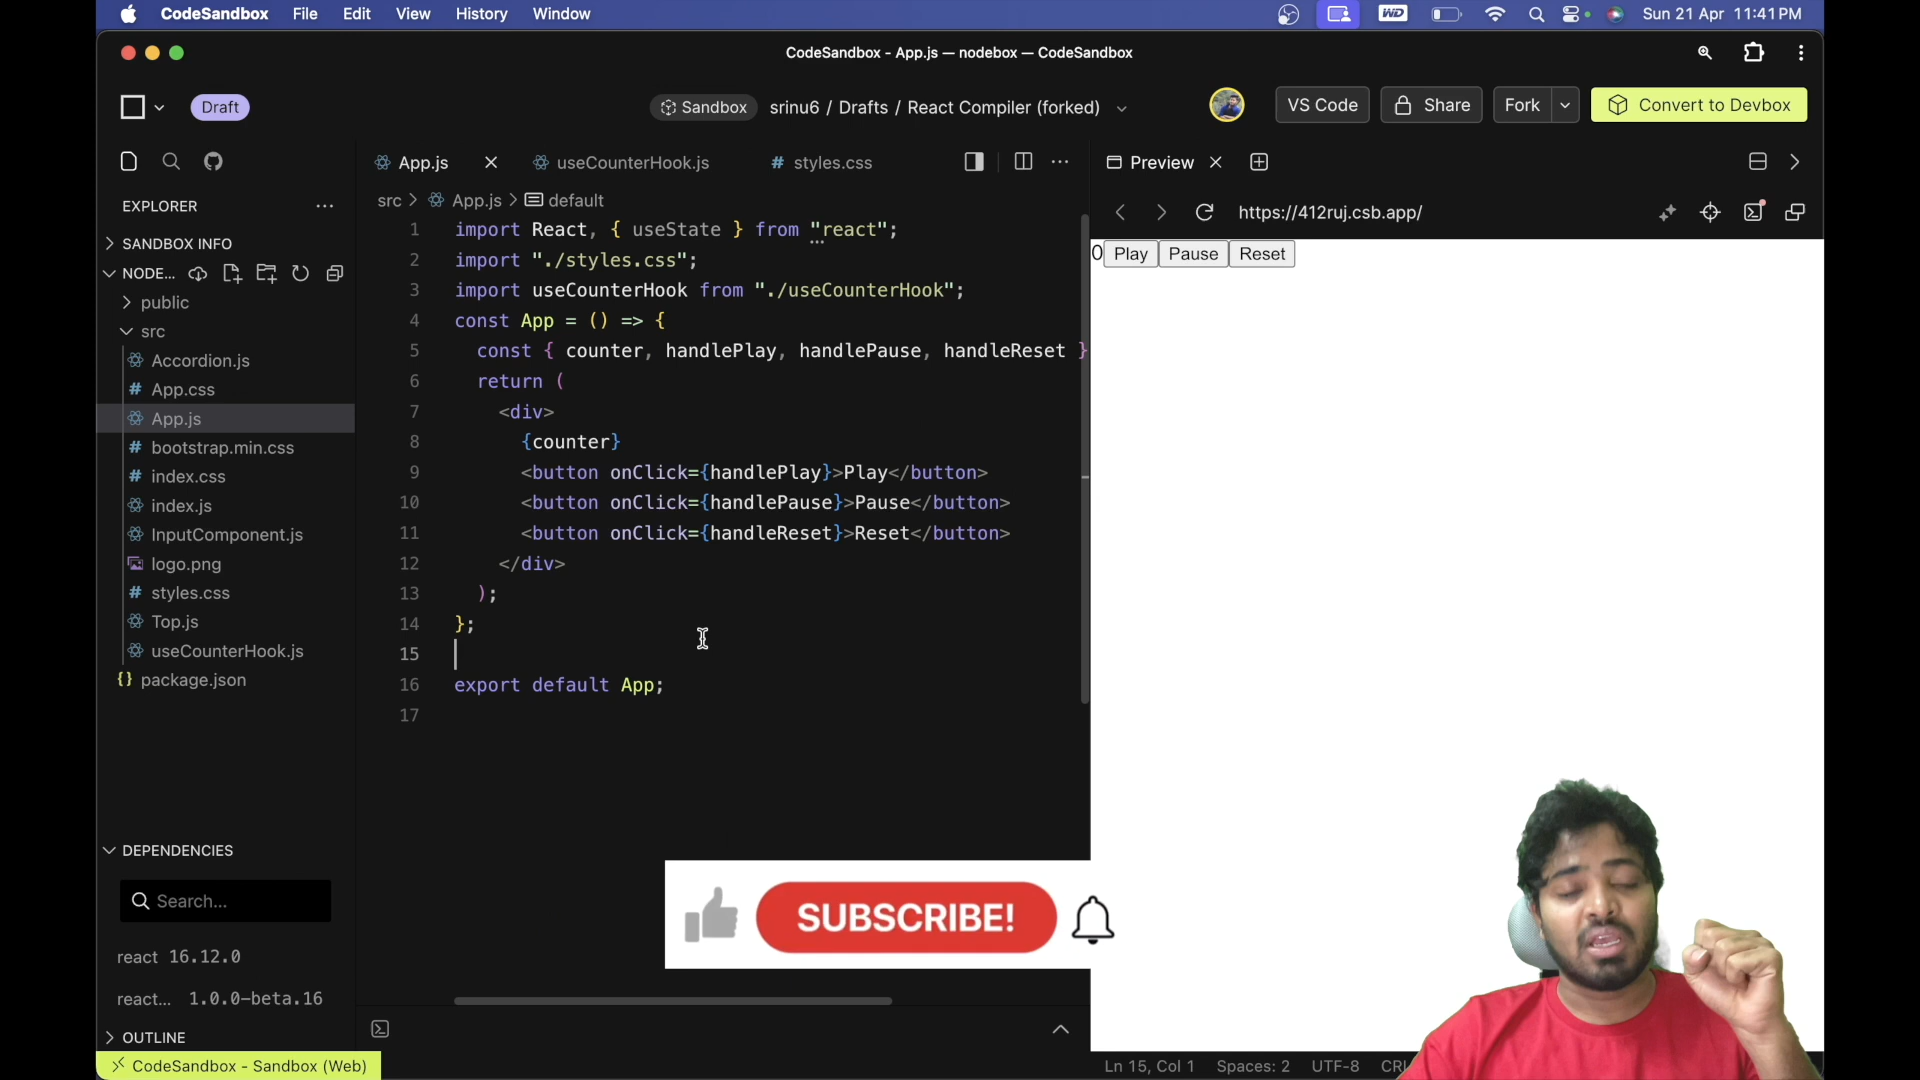 CodeSandbox File Edit View History Window WD Sun 21 Apr 11:41 PM
CodeSandbox - App.js — nodebox — CodeSandbox
Draft Sandbox srinu6 / Drafts / React Compiler (forked) VS Code Share Fork Convert to Devbox
App.js useCounterHook.js # styles.css Preview
EXPLORER
src > App.js > default
https://412ruj.csb.app/
SANDBOX INFO
NODE...
public
src
Accordion.js
# App.css
App.js
# bootstrap.min.css
# index.css
index.js
InputComponent.js
logo.png
# styles.css
Top.js
useCounterHook.js
{} package.json
DEPENDENCIES
Search...
react 16.12.0
react... 1.0.0-beta.16
OUTLINE
CodeSandbox - Sandbox (Web)
1 import React, { useState } from "react";
2 import "./styles.css";
3 import useCounterHook from "./useCounterHook";
4 const App = () => {
5 const { counter, handlePlay, handlePause, handleReset }
6 return (
7 <div>
8 {counter}
9 <button onClick={handlePlay}>Play</button>
10 <button onClick={handlePause}>Pause</button>
11 <button onClick={handleReset}>Reset</button>
12 </div>
13 );
14 };
15
16 export default App;
17
0 Play Pause Reset
SUBSCRIBE!
Ln 15, Col 1 Spaces: 2 UTF-8